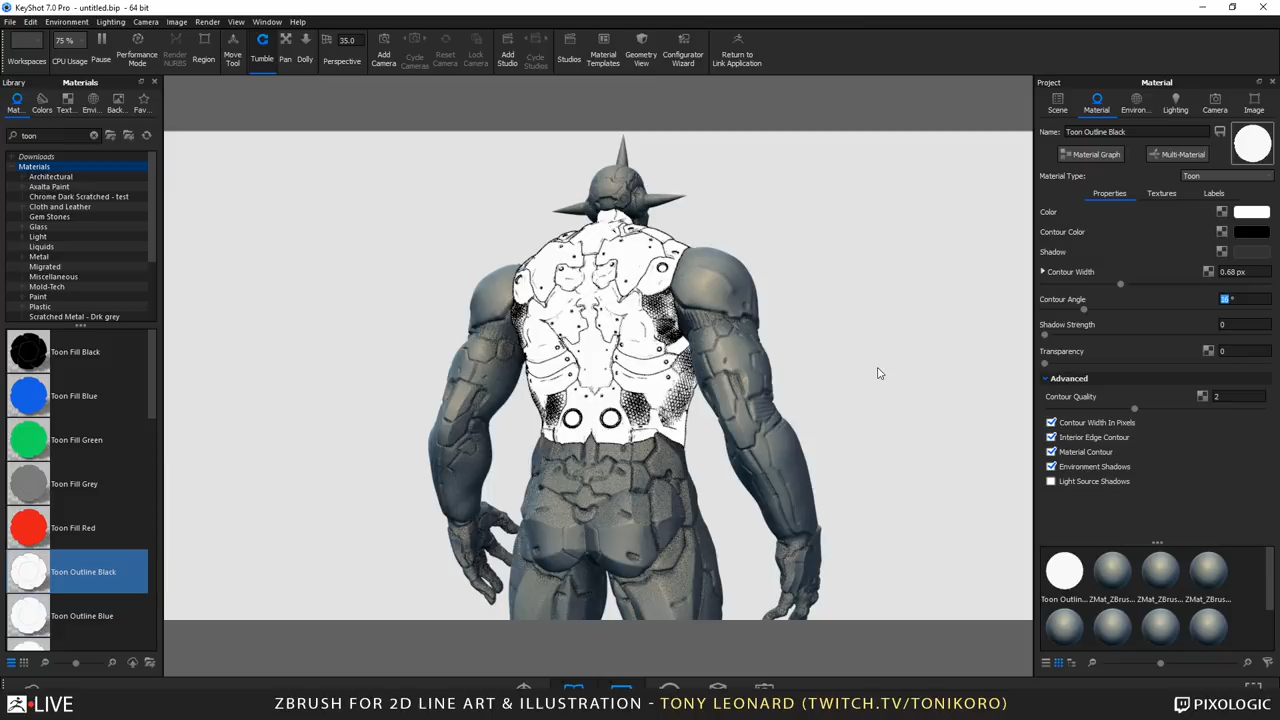 KeyShot 7.0 Pro - untitled.bip - 64 bit
File Edit Environment Lighting Camera Image Render View Window Help
75 %
35.0
Workspaces CPU Usage Pause Performance Mode Render NURBS Region Move Tool Tumble Pan Dolly Perspective Add Camera Cycle Cameras Reset Camera Lock Camera Add Studio Cycle Studios Studios Material Templates Geometry View Configurator Wizard Return to Link Application
Library Materials
Mat... Colors Text... Envi... Back... Fav...
toon
Downloads
Materials
Architectural
Axalta Paint
Chrome Dark Scratched - test
Cloth and Leather
Gem Stones
Glass
Light
Liquids
Metal
Migrated
Miscellaneous
Mold-Tech
Paint
Plastic
Scratched Metal - Drk grey
Toon Fill Black
Toon Fill Blue
Toon Fill Green
Toon Fill Grey
Toon Fill Red
Toon Outline Black
Toon Outline Blue
Project Material
Scene Material Environ... Lighting Camera Image
Name: Toon Outline Black
Material Graph Multi-Material
Material Type: Toon
Properties Textures Labels
Color
Contour Color
Shadow
Contour Width 0.68 px
Contour Angle 16 °
Shadow Strength 0
Transparency 0
Advanced
Contour Quality 2
Contour Width In Pixels
Interior Edge Contour
Material Contour
Environment Shadows
Light Source Shadows
Toon Outlin... ZMat_ZBrus... ZMat_ZBrus... ZMat_ZBrus...
LIVE
ZBRUSH FOR 2D LINE ART & ILLUSTRATION - TONY LEONARD (TWITCH.TV/TONIKORO)
PIXOLOGIC